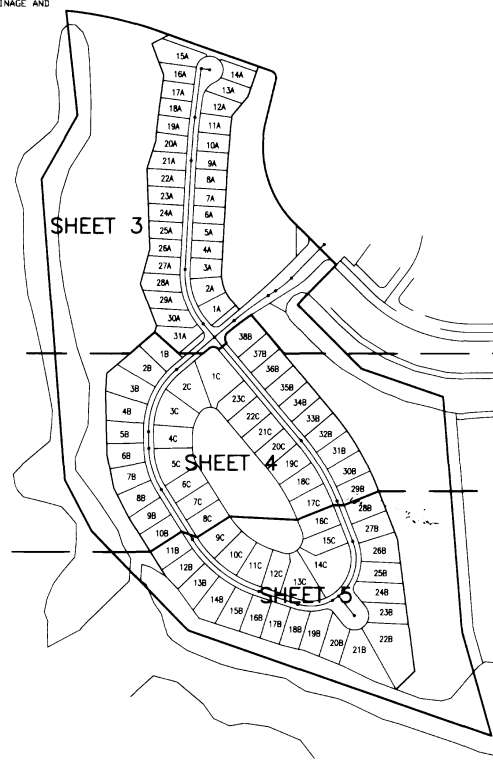 INAGE AND
15A
16A
14A
17A
13A
18A
12A
19A
11A
20A
10A
21A
9A
22A
8A
23A
7A
24A
6A
SHEET 3
25A
5A
26A
4A
27A
3A
28A
2A
29A
1A
30A
31A
38B
1B
37B
2B
1C
36B
3B
2C
35B
23C
4B
3C
34B
22C
33B
5B
4C
21C
32B
6B
5C
20C
31B
SHEET 4
7B
6C
19C
30B
8B
7C
18C
29B
9B
8C
17C
28B
10B
9C
16C
27B
11B
10C
15C
26B
12B
11C
12C
14C
25B
13B
13C
24B
SHEET 5
14B
23B
15B
16B
17B
18B
19B
20B
21B
22B